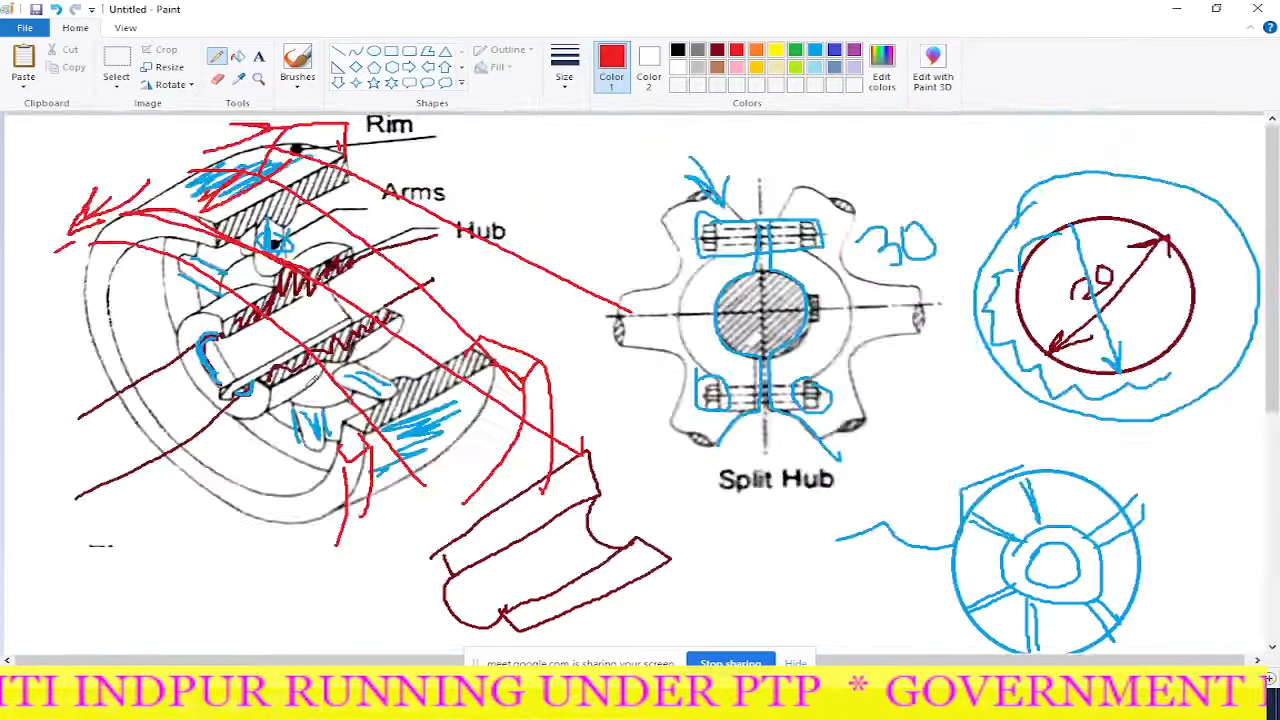 Untitled - Paint
File
Home
View
Paste
Cut
Copy
Clipboard
Select
Crop
Resize
Rotate
Image
Tools
Brushes
Shapes
Outline
Fill
Size
Color 1
Color 2
Colors
Edit colors
Edit with Paint 3D
Rim
Arms
Hub
30
20
Split Hub
meet.google.com is sharing your screen.
Stop sharing
Hide
ITI INDPUR RUNNING UNDER PTP * GOVERNMENT